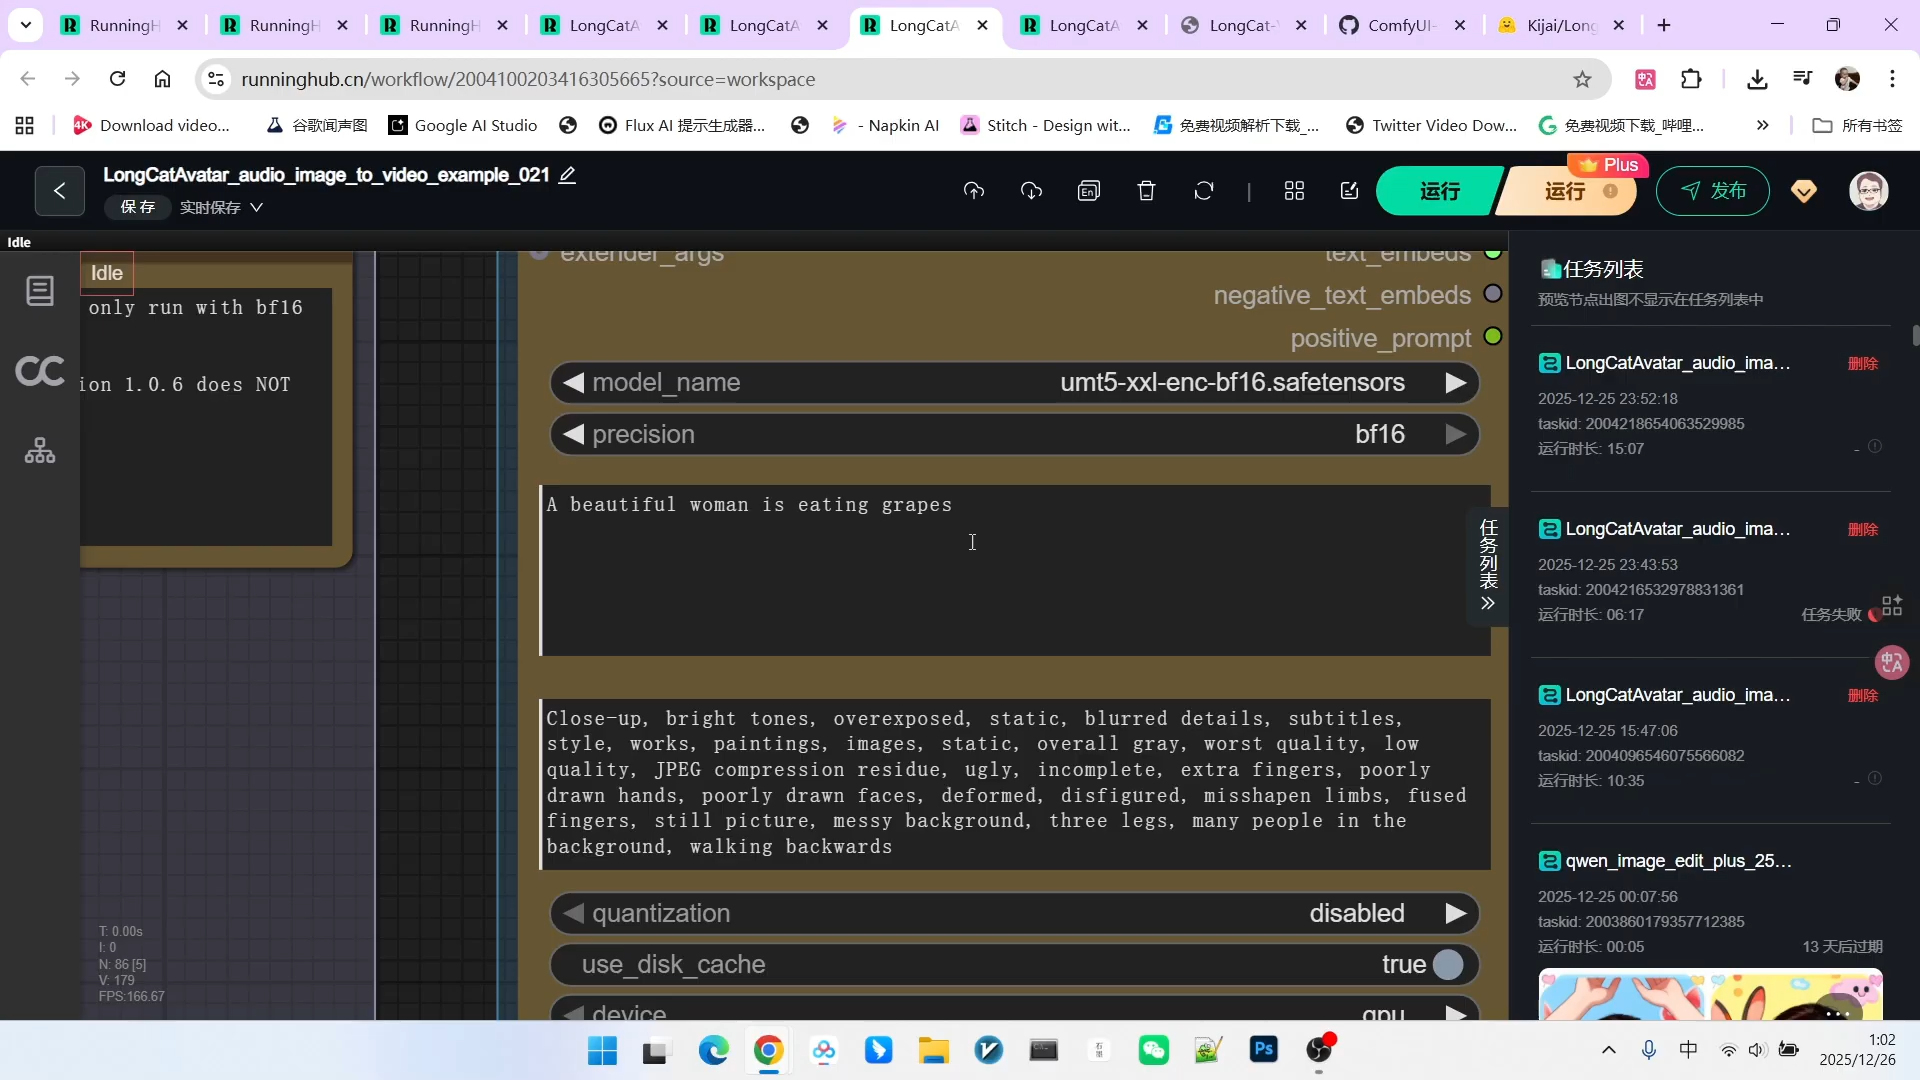 RunningH
RunningH
RunningH
LongCatA
LongCatA
LongCatA
LongCatA
LongCat-
ComfyUI-
Kijai/Long
runninghub.cn/workflow/2004100203416305665?source=workspace
Download video...
谷歌闻声图
Google AI Studio
Flux AI 提示生成器...
- Napkin AI
Stitch - Design wit...
免费视频解析下载_...
Twitter Video Dow...
免费视频下载_哔哩...
所有书签
LongCatAvatar_audio_image_to_video_example_021
保存
实时保存
运行
运行
Plus
发布
Idle
Idle
only run with bf16
ion 1.0.6 does NOT
extender_args
text_embeds
negative_text_embeds
positive_prompt
model_name
umt5-xxl-enc-bf16.safetensors
precision
bf16
A beautiful woman is eating grapes
Close-up, bright tones, overexposed, static, blurred details, subtitles,
style, works, paintings, images, static, overall gray, worst quality, low
quality, JPEG compression residue, ugly, incomplete, extra fingers, poorly
drawn hands, poorly drawn faces, deformed, disfigured, misshapen limbs, fused
fingers, still picture, messy background, three legs, many people in the
background, walking backwards
quantization
disabled
use_disk_cache
true
device
gpu
T: 0.00s
I: 0
N: 86 [5]
V: 179
FPS:166.67
任务列表
任务列表
预览节点出图不显示在任务列表中
LongCatAvatar_audio_ima...
删除
2025-12-25 23:52:18
taskid: 2004218654063529985
运行时长: 15:07
-
LongCatAvatar_audio_ima...
删除
2025-12-25 23:43:53
taskid: 2004216532978831361
运行时长: 06:17
任务失败
LongCatAvatar_audio_ima...
删除
2025-12-25 15:47:06
taskid: 2004096546075566082
运行时长: 10:35
-
qwen_image_edit_plus_25...
2025-12-25 00:07:56
taskid: 2003860179357712385
运行时长: 00:05
13 天后过期
中
1:02
2025/12/26